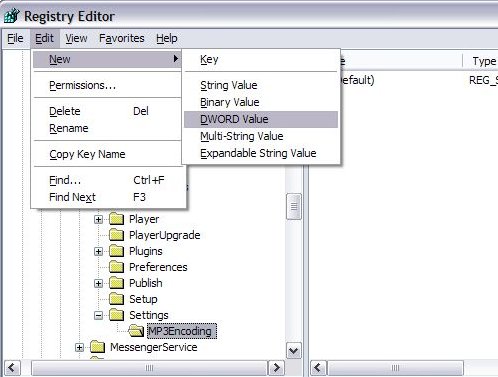 Registry Editor
File Edit View Favorites Help
New
Permissions...
Delete Del
Rename
Copy Key Name
Find... Ctrl+F
Find Next F3
Key
String Value
Binary Value
DWORD Value
Multi-String Value
Expandable String Value
Type
REG_S
Player
PlayerUpgrade
Plugins
Preferences
Publish
Setup
Settings
MP3Encoding
MessengerService